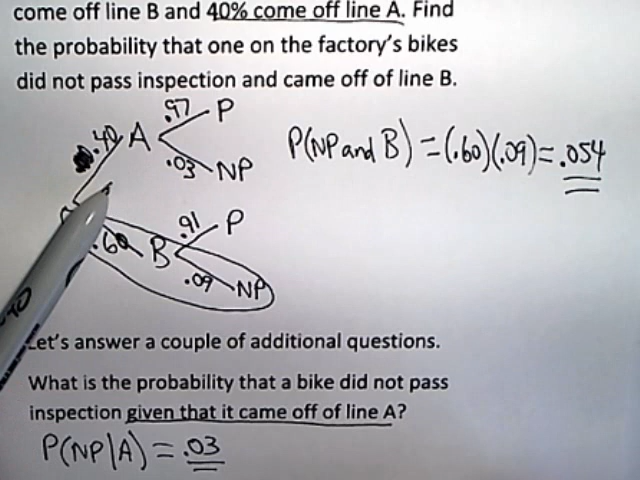 come off line B and 40% come off line A. Find
the probability that one on the factory's bikes
did not pass inspection and came off of line B.
.40 A .97 P
.03 NP
P(NP and B) = (.60)(.09) = .054
.60 B .91 P
.09 NP
Let's answer a couple of additional questions.
What is the probability that a bike did not pass
inspection given that it came off of line A?
P(NP|A) = .03